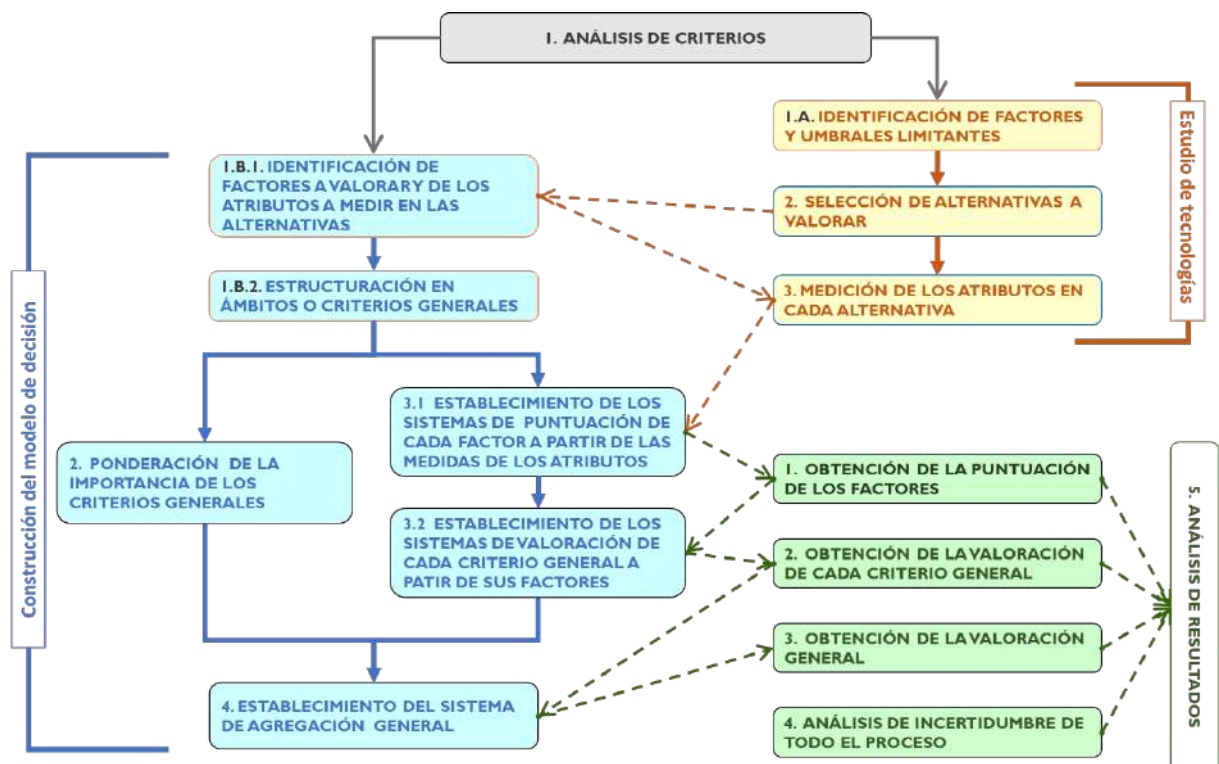 1. ANÁLISIS DE CRITERIOS
1.A. IDENTIFICACIÓN DE FACTORES
Y UMBRALES LIMITANTES
Estudio de tecnologías
1.B.1. IDENTIFICACIÓN DE
FACTORES A VALORAR Y DE LOS
ATRIBUTOS A MEDIR EN LAS
ALTERNATIVAS
2. SELECCIÓN DE ALTERNATIVAS A
VALORAR
1.B.2. ESTRUCTURACIÓN EN
ÁMBITOS O CRITERIOS GENERALES
3. MEDICIÓN DE LOS ATRIBUTOS EN
CADA ALTERNATIVA
Construcción del modelo de decisión
3.1 ESTABLECIMIENTO DE LOS
SISTEMAS DE PUNTUACIÓN DE
CADA FACTOR A PARTIR DE LAS
MEDIDAS DE LOS ATRIBUTOS
2. PONDERACIÓN DE LA
IMPORTANCIA DE LOS
CRITERIOS GENERALES
1. OBTENCIÓN DE LA PUNTUACIÓN
DE LOS FACTORES
3.2 ESTABLECIMIENTO DE LOS
SISTEMAS DE VALORACIÓN DE
CADA CRITERIO GENERAL A
PATIR DE SUS FACTORES
2. OBTENCIÓN DE LA VALORACIÓN
DE CADA CRITERIO GENERAL
5. ANÁLISIS DE RESULTADOS
3. OBTENCIÓN DE LA VALORACIÓN
GENERAL
4. ESTABLECIMIENTO DEL SISTEMA
DE AGREGACIÓN GENERAL
4. ANÁLISIS DE INCERTIDUMBRE DE
TODO EL PROCESO